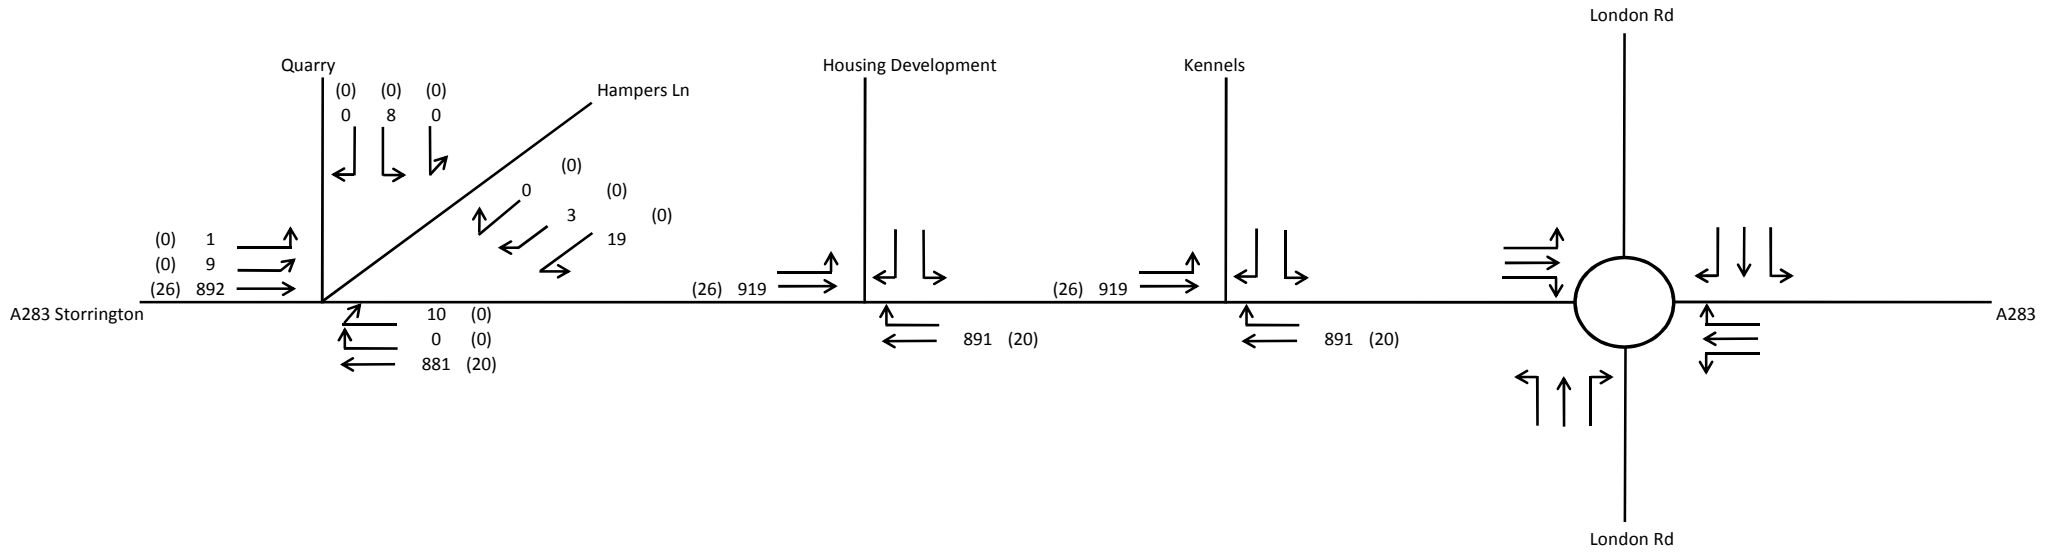 London Rd
Quarry
Housing Development
Kennels
(0) (0) (0)
Hampers Ln
0 8 0
(0)
0 (0)
3 (0)
(0) 1
19
(0) 9
(26) 892
(26) 919
(26) 919
A283 Storrington
10 (0)
A283
0 (0)
891 (20)
891 (20)
881 (20)
London Rd